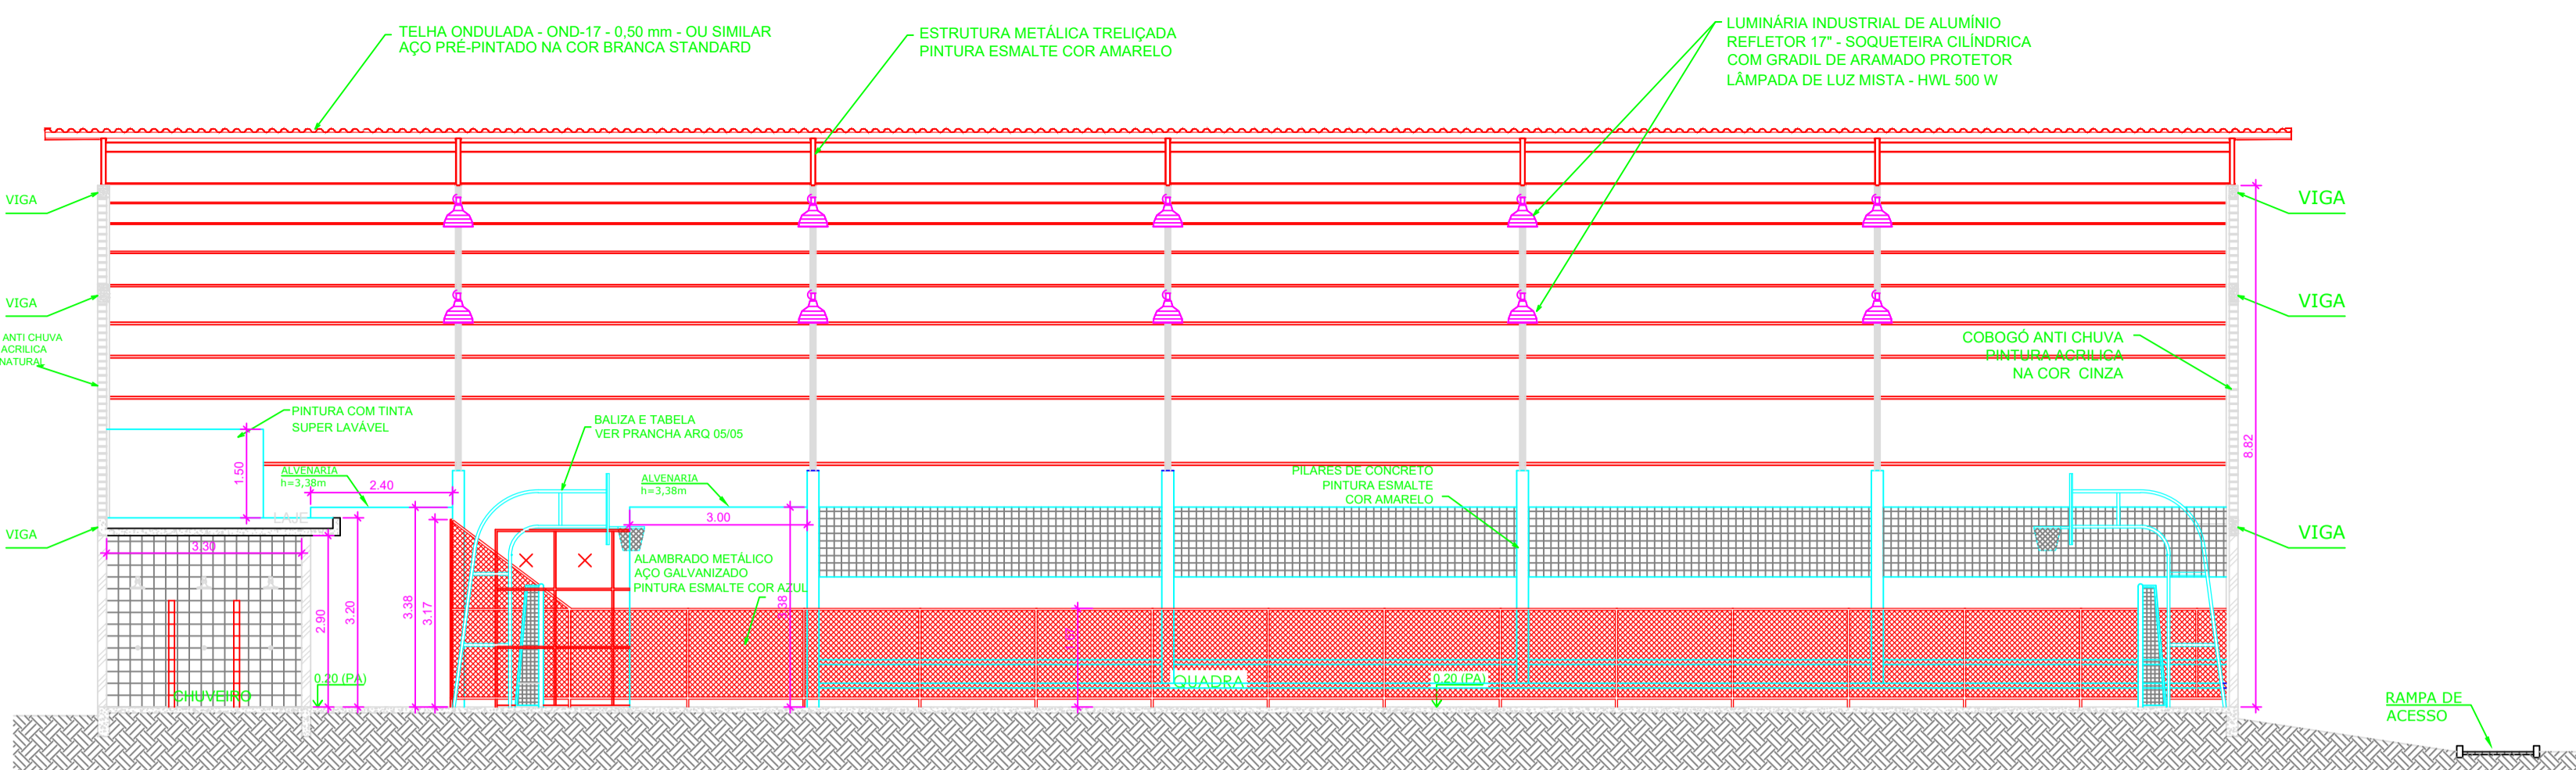 TELHA ONDULADA - OND-17 - 0,50 mm - OU SIMILAR
AÇO PRÉ-PINTADO NA COR BRANCA STANDARD
ESTRUTURA METÁLICA TRELIÇADA
PINTURA ESMALTE COR AMARELO
LUMINÁRIA INDUSTRIAL DE ALUMÍNIO
REFLETOR 17" - SOQUETEIRA CILÍNDRICA
COM GRADIL DE ARAMADO PROTETOR
LÂMPADA DE LUZ MISTA - HWL 500 W
VIGA
VIGA
VIGA
VIGA
ANTI CHUVA
ACRILICA
NATURAL
COBOGÓ ANTI CHUVA
PINTURA ACRILICA
NA COR CINZA
PINTURA COM TINTA
SUPER LAVÁVEL
BALIZA E TABELA
VER PRANCHA ARQ 05/05
1.50
ALVENARIA
h=3,38m
2.40
ALVENARIA
h=3,38m
3.00
PILARES DE CONCRETO
PINTURA ESMALTE
COR AMARELO
8.82
LAJE
VIGA
VIGA
3.30
ALAMBRADO METÁLICO
AÇO GALVANIZADO
PINTURA ESMALTE COR AZUL
2.90
3.20
3.38
3.17
3.38
0.20 (PA)
CHUVEIRO
QUADRA
0.20 (PA)
RAMPA DE
ACESSO